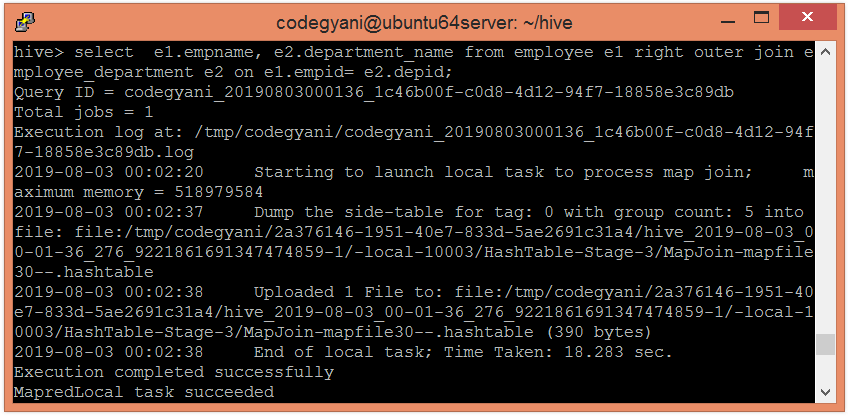 codegyani@ubuntu64server: ~/hive
hive> select  e1.empname, e2.department_name from employee e1 right outer join e
mployee_department e2 on e1.empid= e2.depid;
Query ID = codegyani_20190803000136_1c46b00f-c0d8-4d12-94f7-18858e3c89db
Total jobs = 1
Execution log at: /tmp/codegyani/codegyani_20190803000136_1c46b00f-c0d8-4d12-94f
7-18858e3c89db.log
2019-08-03 00:02:20     Starting to launch local task to process map join;      m
aximum memory = 518979584
2019-08-03 00:02:37     Dump the side-table for tag: 0 with group count: 5 into
file: file:/tmp/codegyani/2a376146-1951-40e7-833d-5ae2691c31a4/hive_2019-08-03_0
0-01-36_276_9221861691347474859-1/-local-10003/HashTable-Stage-3/MapJoin-mapfile
30--.hashtable
2019-08-03 00:02:38     Uploaded 1 File to: file:/tmp/codegyani/2a376146-1951-40
e7-833d-5ae2691c31a4/hive_2019-08-03_00-01-36_276_9221861691347474859-1/-local-1
0003/HashTable-Stage-3/MapJoin-mapfile30--.hashtable (390 bytes)
2019-08-03 00:02:38     End of local task; Time Taken: 18.283 sec.
Execution completed successfully
MapredLocal task succeeded